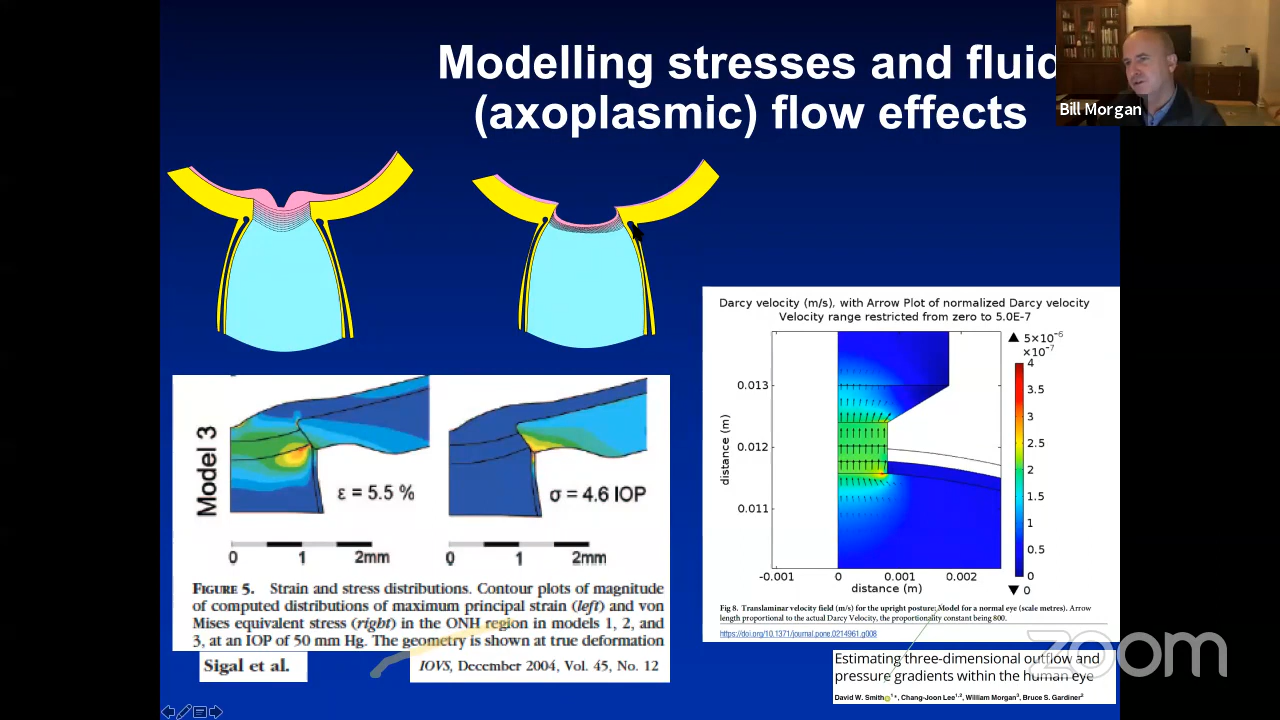 Modelling stresses and fluid
(axoplasmic) flow effects
Bill Morgan
Model 3
ε = 5.5 %
σ = 4.6 IOP
0 1 2mm
0 1 2mm
FIGURE 5. Strain and stress distributions. Contour plots of magnitude
of computed distributions of maximum principal strain (left) and von
Mises equivalent stress (right) in the ONH region in models 1, 2, and
3, at an IOP of 50 mm Hg. The geometry is shown at true deformation
Sigal et al.
IOVS, December 2004, Vol. 45, No. 12
Darcy velocity (m/s), with Arrow Plot of normalized Darcy velocity
Velocity range restricted from zero to 5.0E-7
▲ 5×10⁻⁶
×10⁻⁷
4
3.5
3
2.5
2
1.5
1
0.5
0
▼ 0
0.013
0.012
0.011
distance (m)
-0.001 0 0.001 0.002
distance (m)
Fig 8. Translaminar velocity field (m/s) for the upright posture: Model for a normal eye (scale metres). Arrow
length proportional to the actual Darcy Velocity, the proportionality constant being 800.
https://doi.org/10.1371/journal.pone.0214961.g008
Estimating three-dimensional outflow and
pressure gradients within the human eye
David W. Smith¹*, Chang-Joon Lee¹·², William Morgan³, Bruce S. Gardiner²
zoom